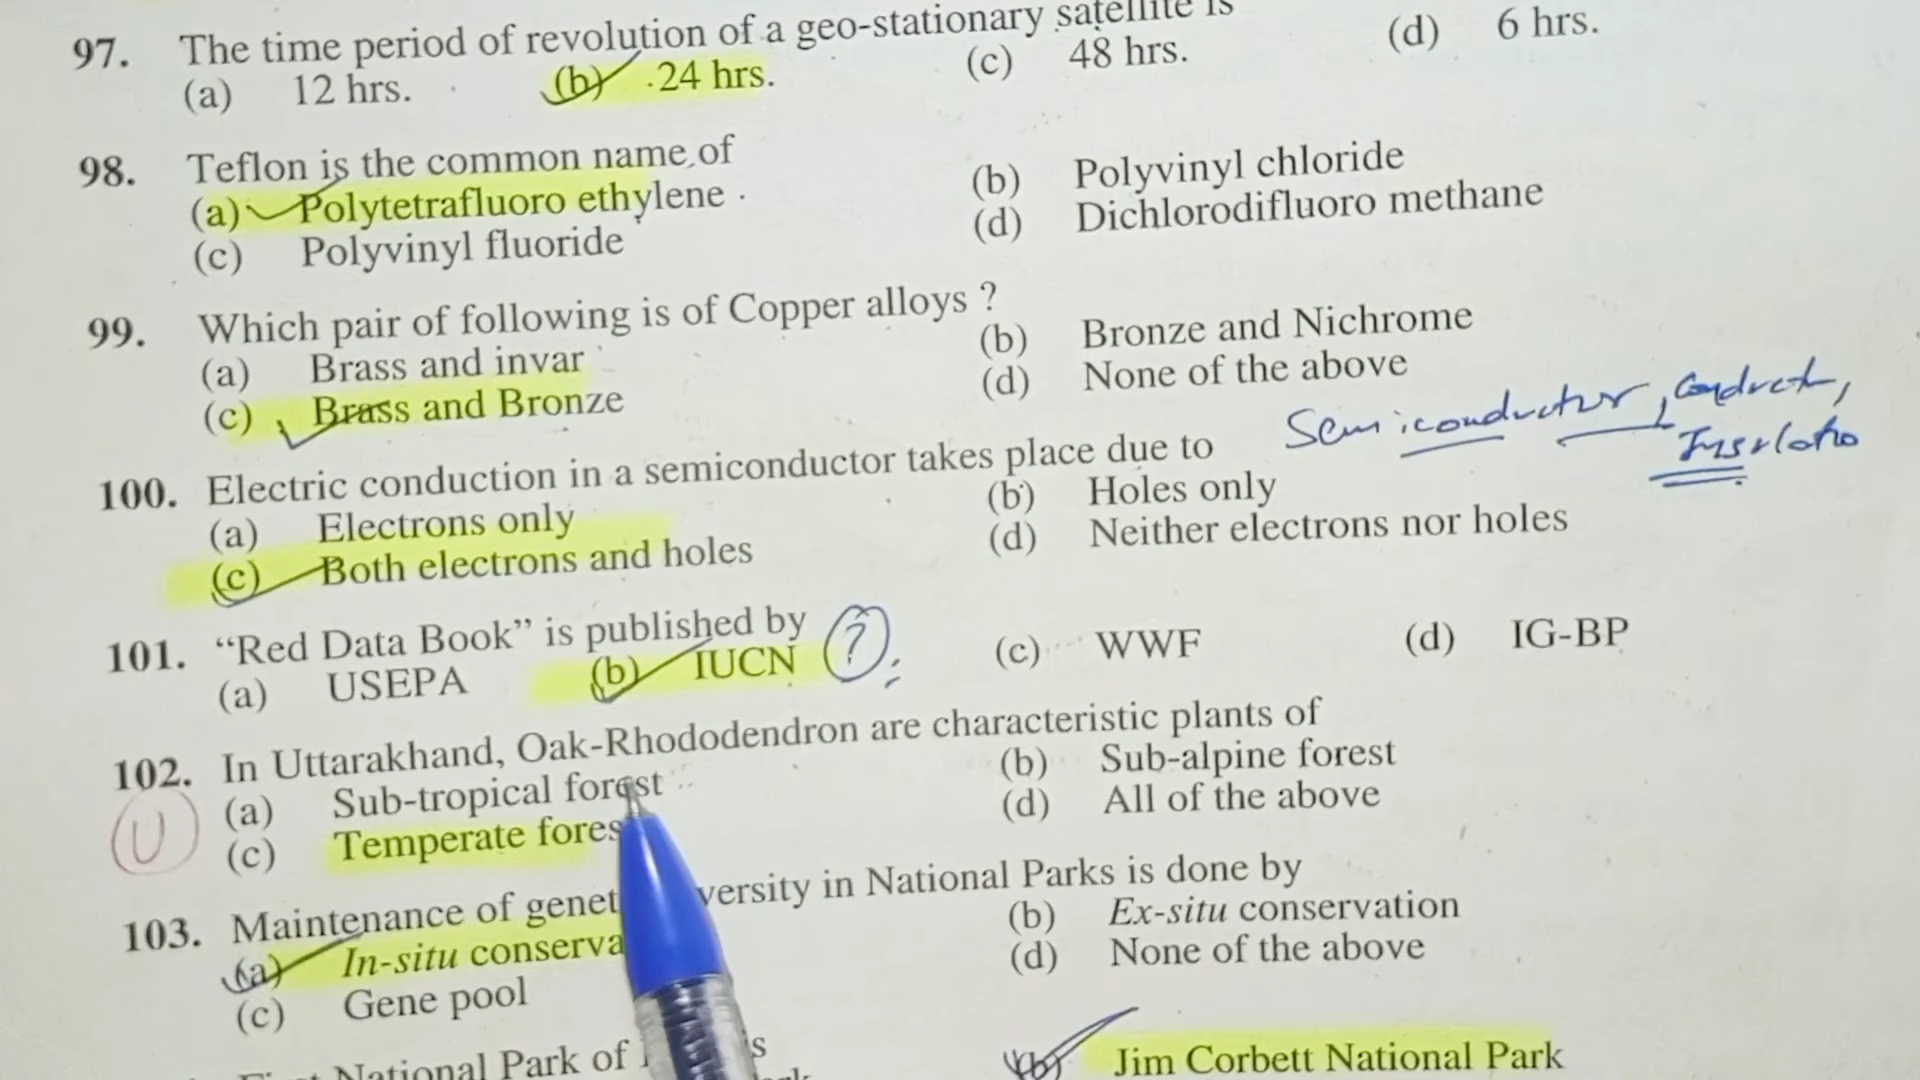 97. The time period of revolution of a geo-stationary satellite is
(a) 12 hrs. (b) 24 hrs. (c) 48 hrs. (d) 6 hrs.
98. Teflon is the common name of
(a) Polytetrafluoro ethylene (b) Polyvinyl chloride
(c) Polyvinyl fluoride (d) Dichlorodifluoro methane
99. Which pair of following is of Copper alloys ?
(a) Brass and invar (b) Bronze and Nichrome
(c) Brass and Bronze (d) None of the above
Semiconductor,
100. Electric conduction in a semiconductor takes place due to
(a) Electrons only (b) Holes only
(c) Both electrons and holes (d) Neither electrons nor holes
101. “Red Data Book” is published by ?
(a) USEPA (b) IUCN (c) WWF (d) IG-BP
102. In Uttarakhand, Oak-Rhododendron are characteristic plants of
(a) Sub-tropical forest (b) Sub-alpine forest
U (c) Temperate fores (d) All of the above
103. Maintenance of genet versity in National Parks is done by
(a) In-situ conserva (b) Ex-situ conservation
(c) Gene pool (d) None of the above
National Park of
(b) Jim Corbett National Park